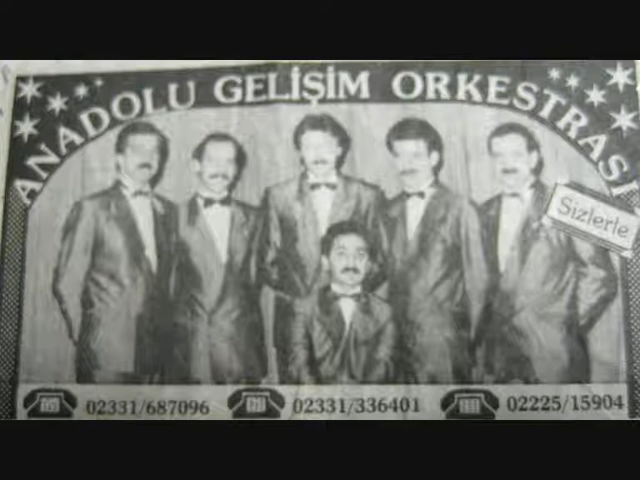 ANADOLU GELİŞİM ORKESTRASI
Sizlerle
02331/687096 02331/336401 02225/15904